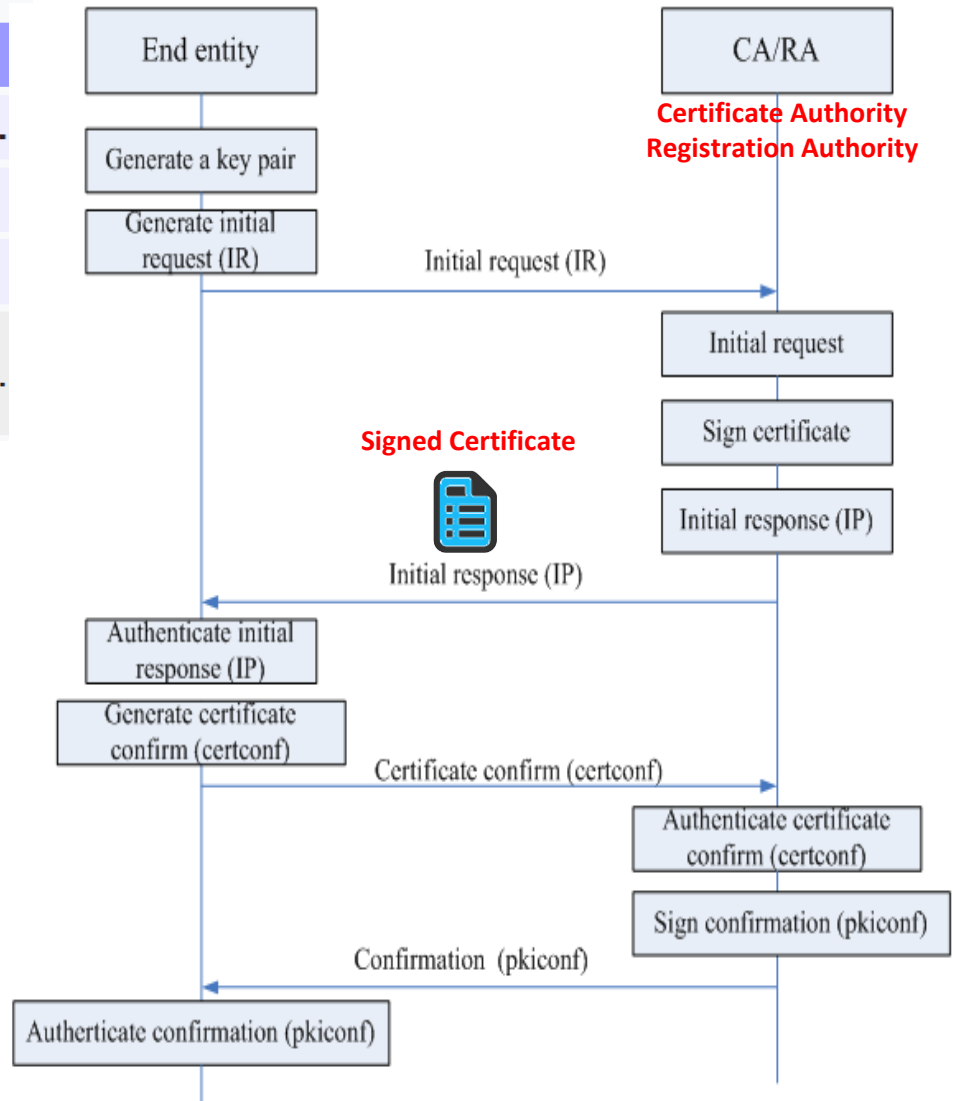 End entity
CA/RA
Certificate Authority
Registration Authority
Generate a key pair
Generate initial
request (IR)
Initial request (IR)
Initial request
Sign certificate
Signed Certificate
Initial response (IP)
Initial response (IP)
Authenticate initial
response (IP)
Generate certificate
confirm (certconf)
Certificate confirm (certconf)
Authenticate certificate
confirm (certconf)
Sign confirmation (pkiconf)
Confirmation (pkiconf)
Autherticate confirmation (pkiconf)